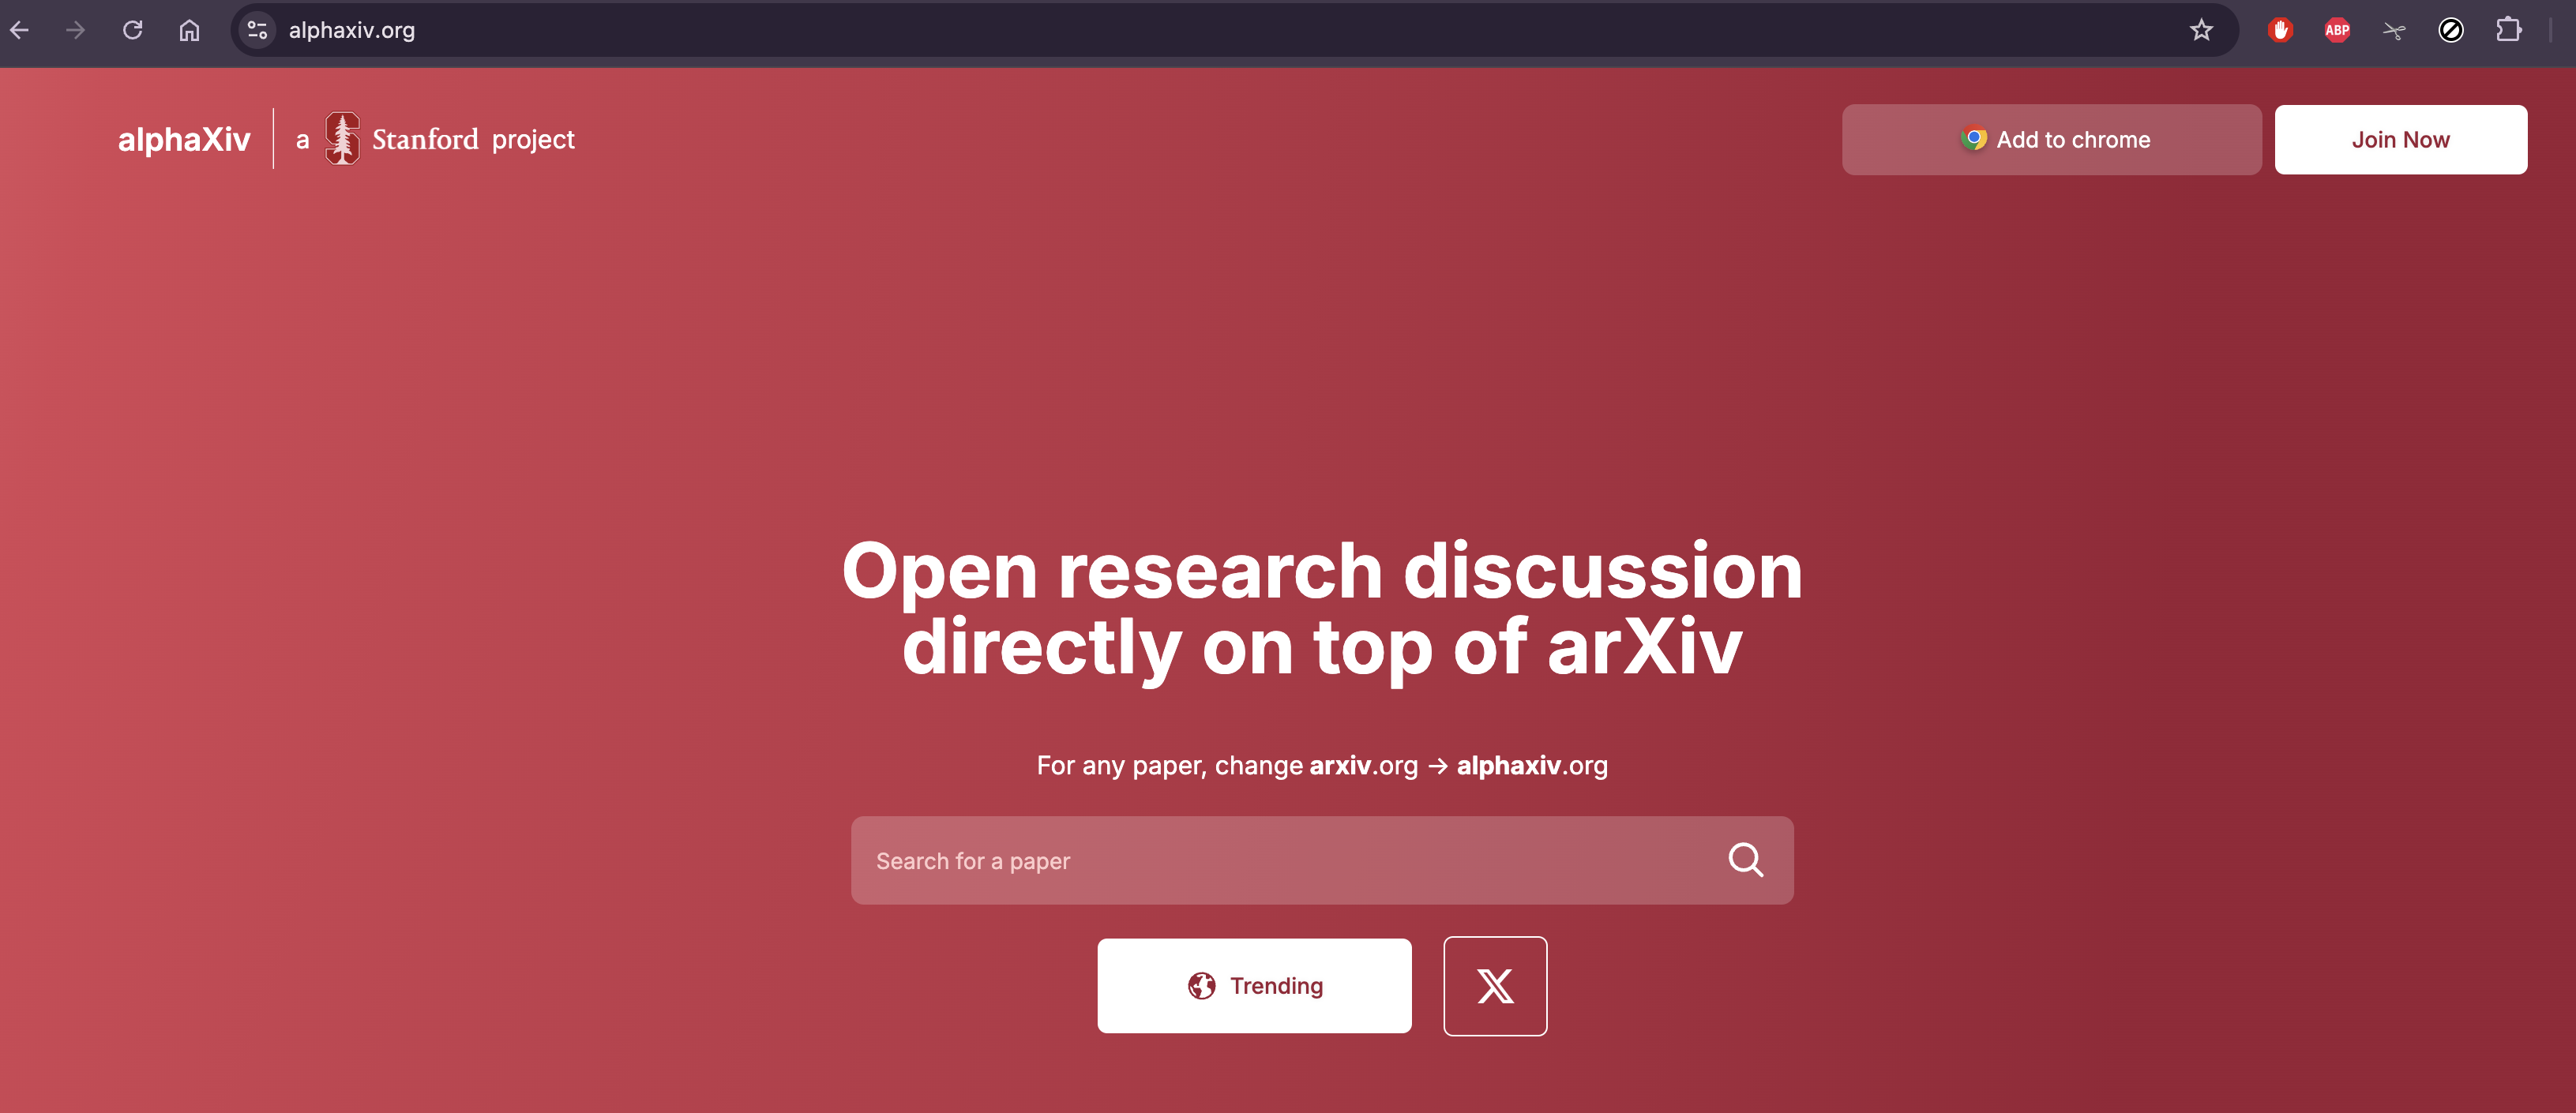 alphaxiv.org
ABP
alphaXiv
a Stanford project
Add to chrome
Join Now
Open research discussion
directly on top of arXiv
For any paper, change arxiv.org → alphaxiv.org
Search for a paper
Trending